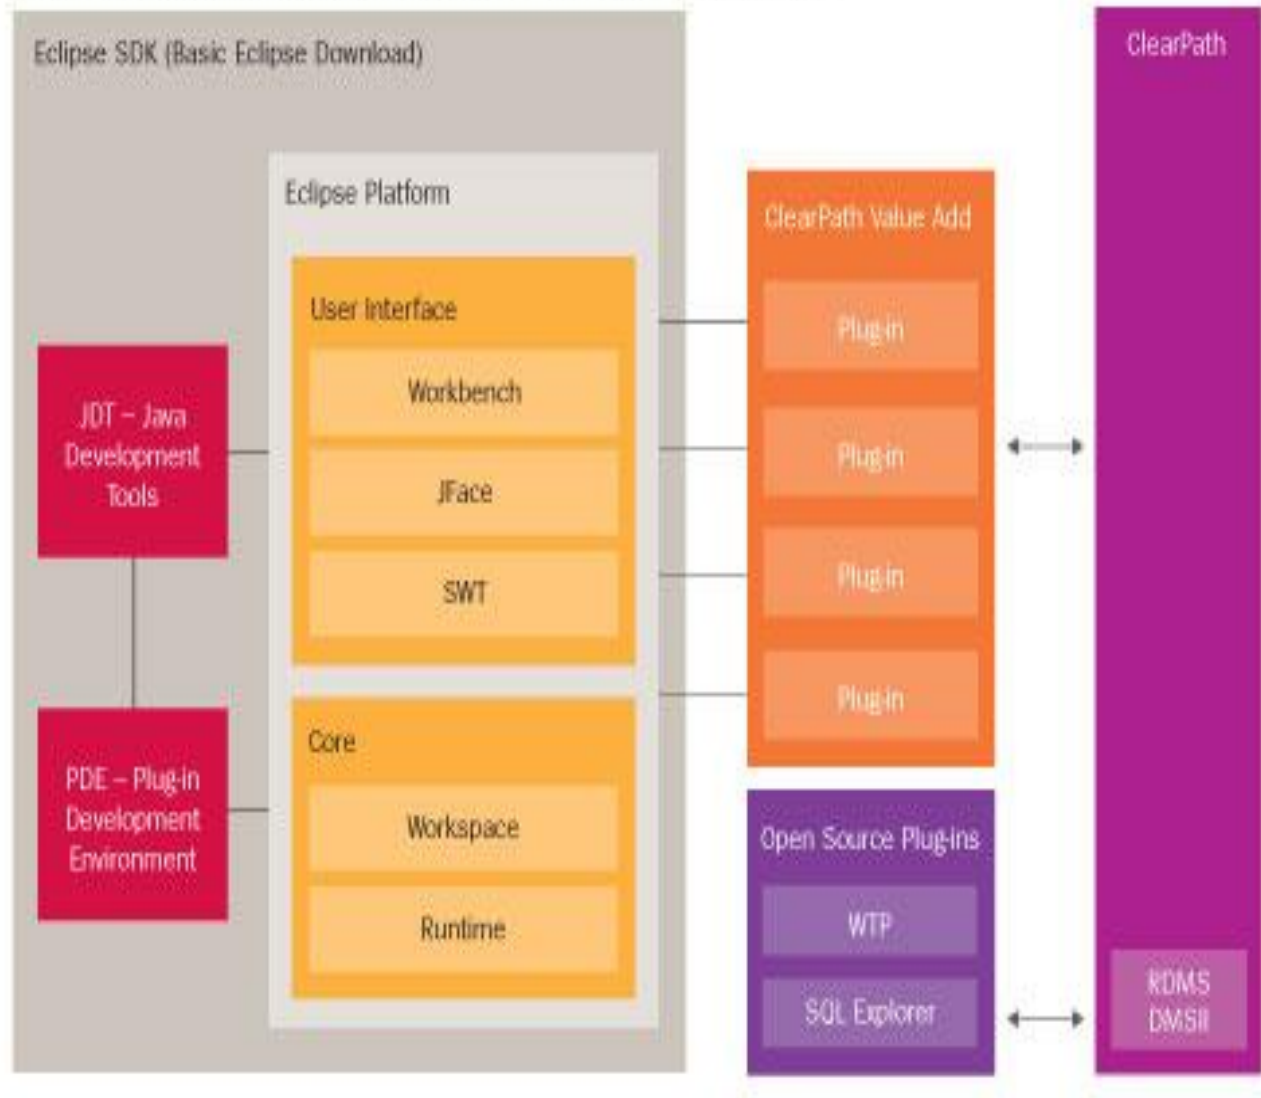 Eclipse SDK (Basic Eclipse Download)
Eclipse Platform
User Interface
Workbench
JFace
SWT
Core
Workspace
Runtime
JDT – Java
Development
Tools
PDE – Plug-in
Development
Environment
ClearPath Value Add
Plug-in
Plug-in
Plug-in
Plug-in
Open Source Plug-ins
WTP
SQL Explorer
ClearPath
RDMS
DMSII